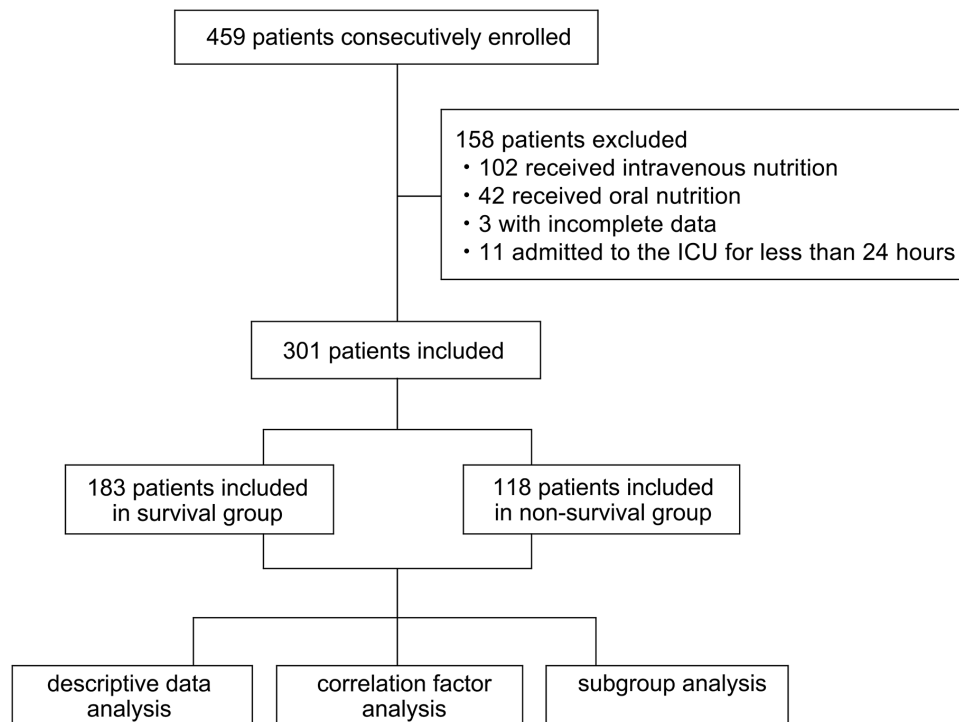 459 patients consecutively enrolled
158 patients excluded
・102 received intravenous nutrition
・42 received oral nutrition
・3 with incomplete data
・11 admitted to the ICU for less than 24 hours
301 patients included
183 patients included
in survival group
118 patients included
in non-survival group
descriptive data
analysis
correlation factor
analysis
subgroup analysis